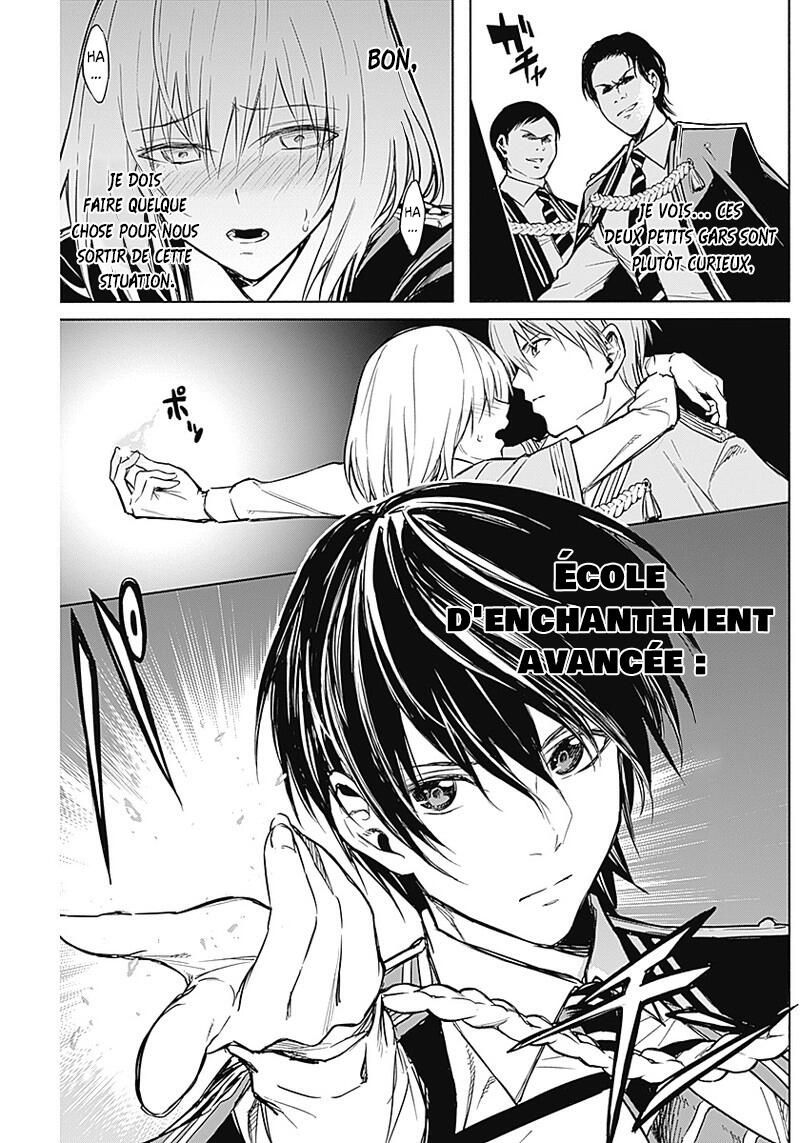 ガチャ
JE VOIS... CES
DEUX PETITS GARS SONT
PLUTÔT CURIEUX,
BON,
HA
...
JE DOIS
FAIRE QUELQUE
CHOSE POUR NOUS
SORTIR DE CETTE
SITUATION.
HA
...
ポッ
ÉCOLE
D'ENCHANTEMENT
AVANCÉE :